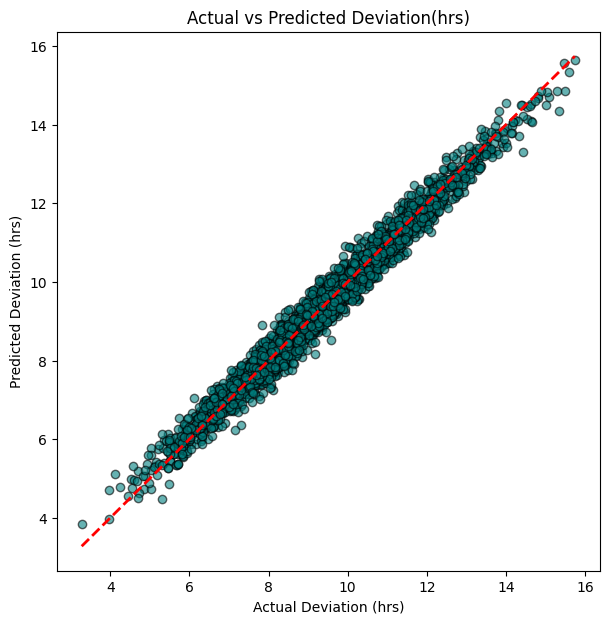 Actual vs Predicted Deviation(hrs)
16
14
12
10
8
6
4
Predicted Deviation (hrs)
4 6 8 10 12 14 16
Actual Deviation (hrs)